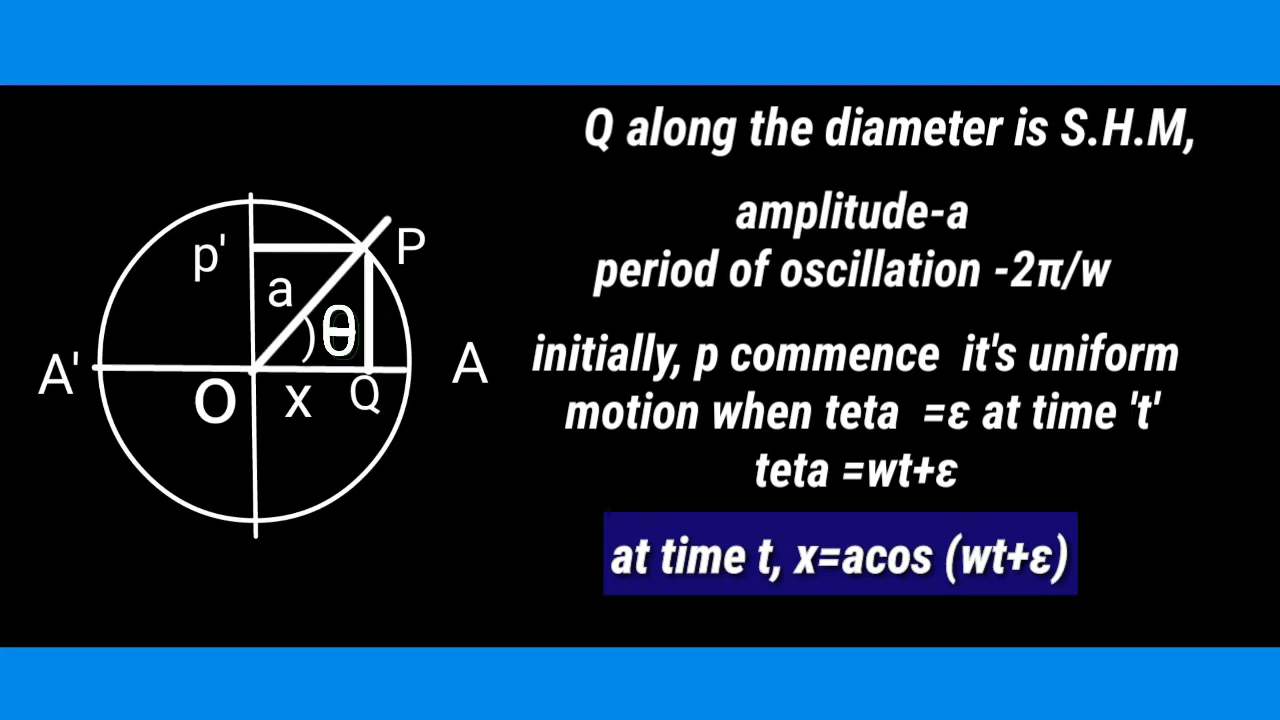 Q along the diameter is S.H.M,
amplitude-a
period of oscillation -2π/w
initially, p commence it's uniform
motion when teta =ε at time 't'
teta =wt+ε
at time t, x=acos (wt+ε)
p'
P
a
θ
A'
O
x
Q
A